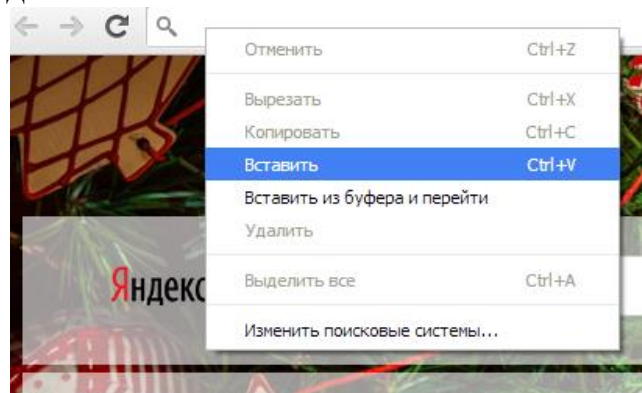 Отменить Ctrl+Z
Вырезать Ctrl+X
Копировать Ctrl+C
Вставить Ctrl+V
Вставить из буфера и перейти
Удалить
Яндекс
Выделить все Ctrl+A
Изменить поисковые системы...